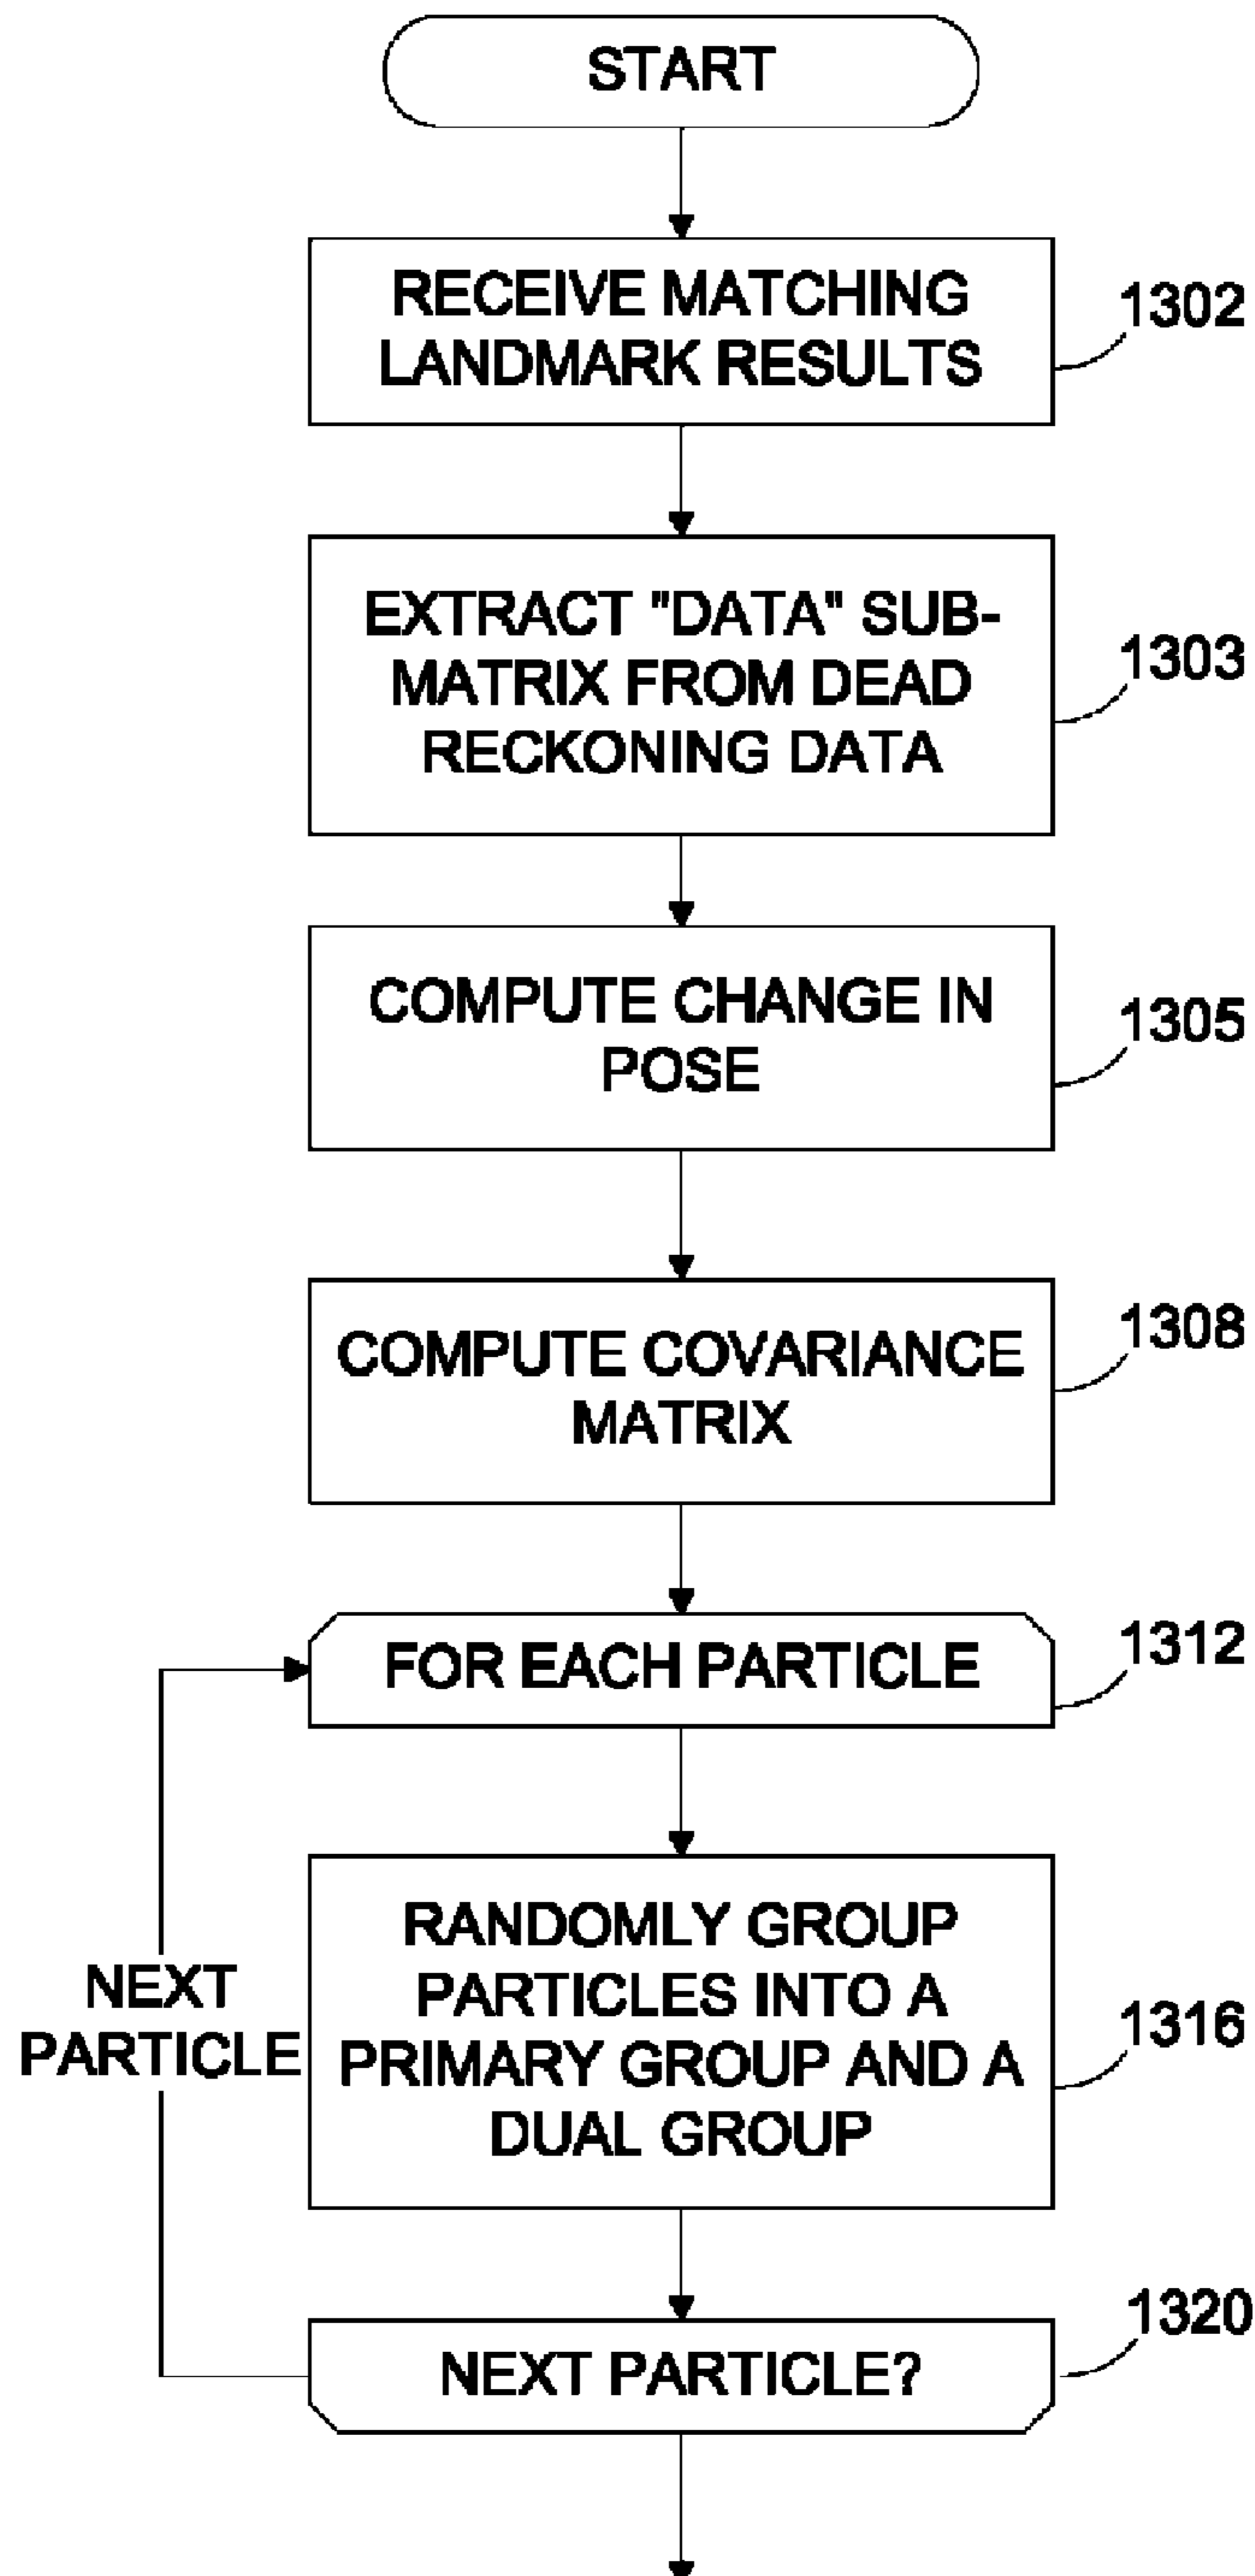 START
RECEIVE MATCHING
LANDMARK RESULTS
1302
EXTRACT "DATA" SUB-
MATRIX FROM DEAD
RECKONING DATA
1303
COMPUTE CHANGE IN
POSE
1305
COMPUTE COVARIANCE
MATRIX
1308
FOR EACH PARTICLE
1312
RANDOMLY GROUP
PARTICLES INTO A
PRIMARY GROUP AND A
DUAL GROUP
1316
NEXT
PARTICLE
NEXT PARTICLE?
1320